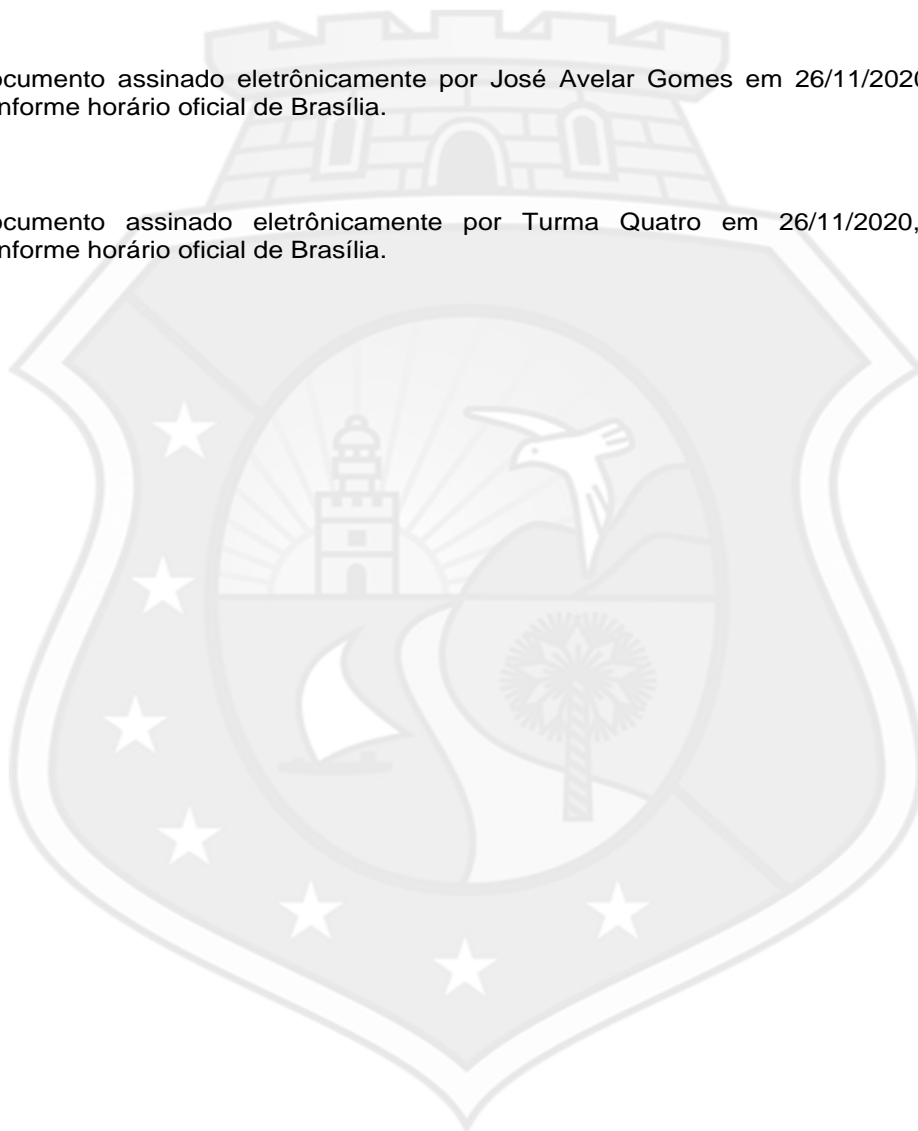 ocumento assinado eletrônicamente por José Avelar Gomes em 26/11/2020
nforme horário oficial de Brasília.
ocumento assinado eletrônicamente por Turma Quatro em 26/11/2020,
nforme horário oficial de Brasília.